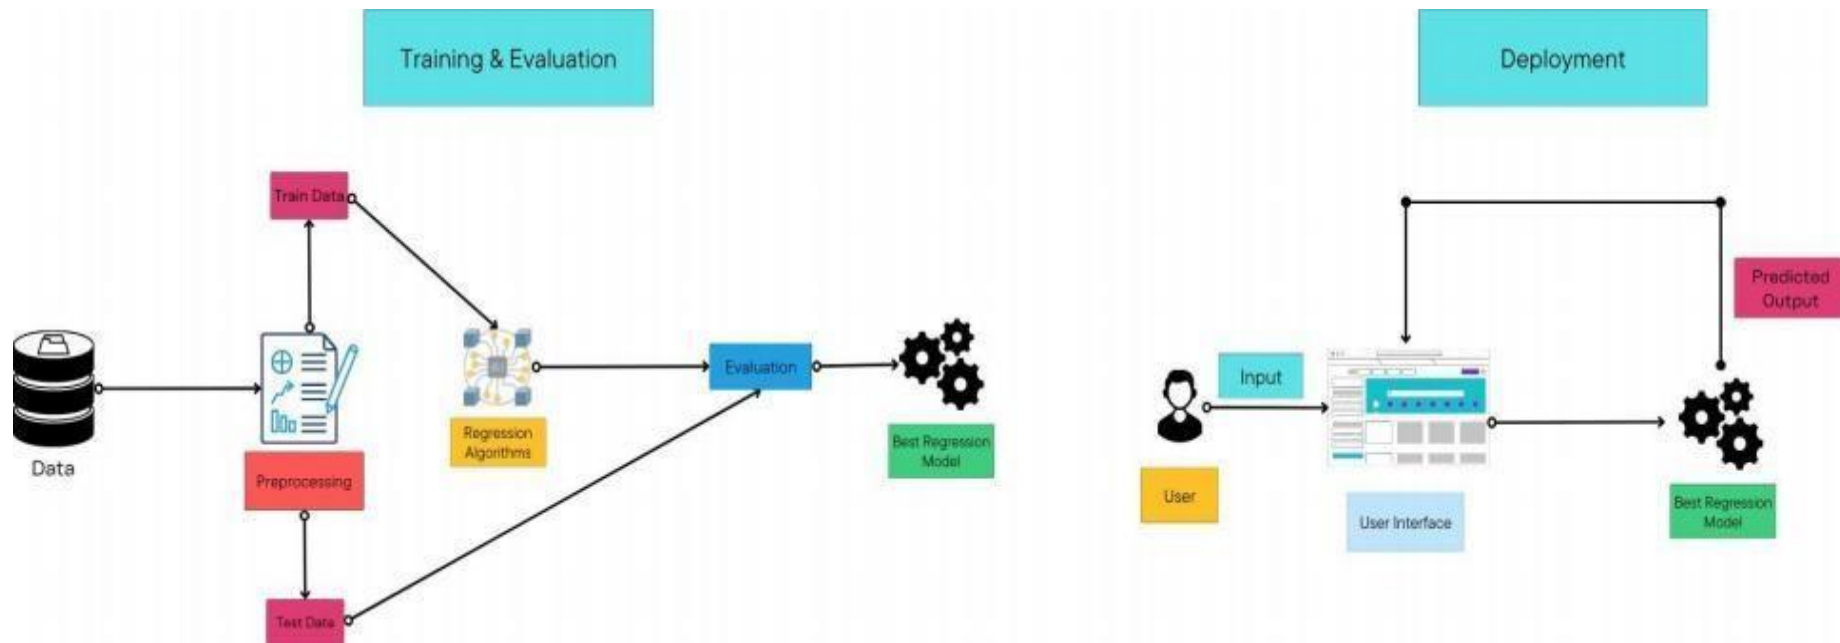 Training & Evaluation
Deployment
Train Data
Predicted
Output
Evaluation
Input
Regression
Algorithms
Best Regression
Model
Data
Preprocessing
User
User Interface
Best Regression
Model
Test Data